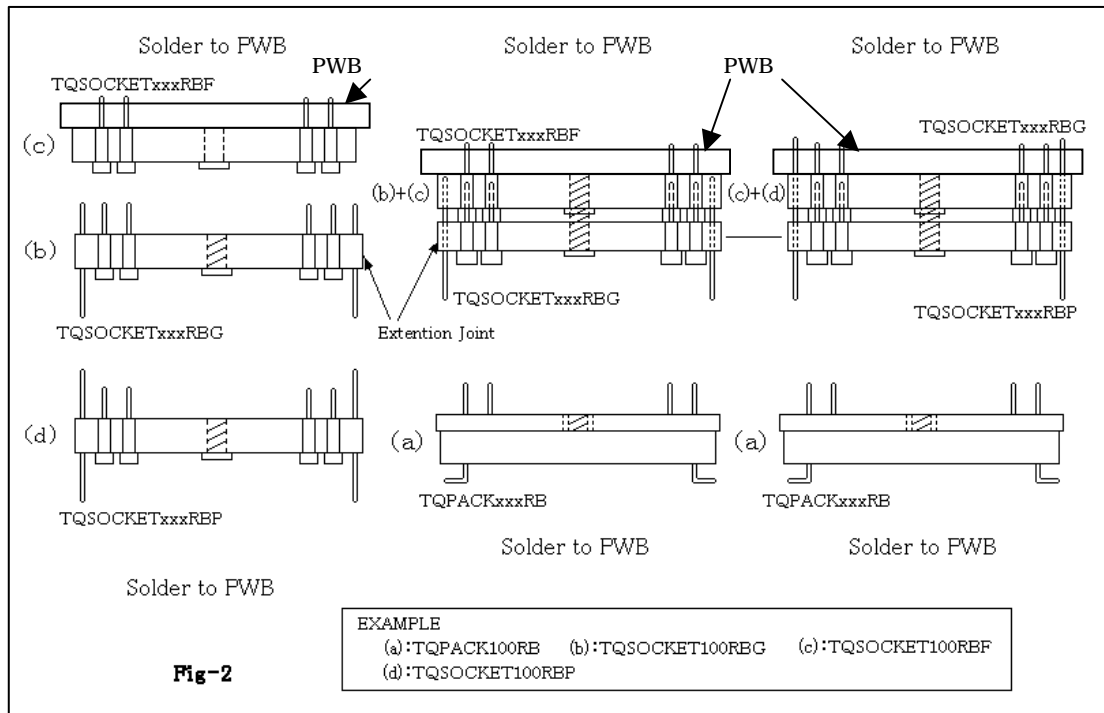 Solder to PWB
PWB
TQSOCKETxxxRBF
(c)
(b)
TQSOCKETxxxRBG
Extention Joint
(d)
TQSOCKETxxxRBP
Solder to PWB
Solder to PWB
PWB
TQSOCKETxxxRBF
(b)+(c)
TQSOCKETxxxRBG
(a)
TQPACKxxxRB
Solder to PWB
Solder to PWB
TQSOCKETxxxRBG
(c)+(d)
TQSOCKETxxxRBP
(a)
TQPACKxxxRB
Solder to PWB
EXAMPLE
(a):TQPACK100RB (b):TQSOCKET100RBG (c):TQSOCKET100RBF
(d):TQSOCKET100RBP
Fig-2